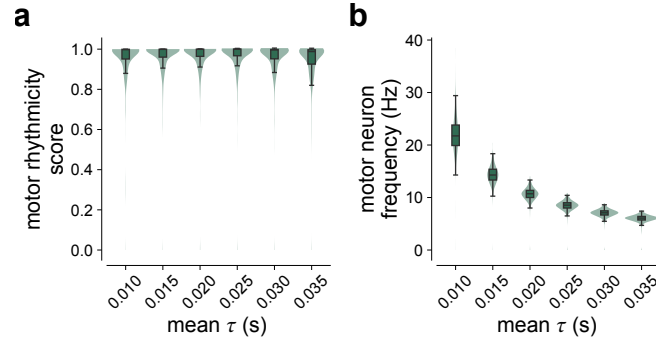 a
motor rhythmicity
score
1.0
0.8
0.6
0.4
0.2
0.0
0.010
0.015
0.020
0.025
0.030
0.035
mean τ (s)
b
motor neuron
frequency (Hz)
40
30
20
10
0
0.010
0.015
0.020
0.025
0.030
0.035
mean τ (s)